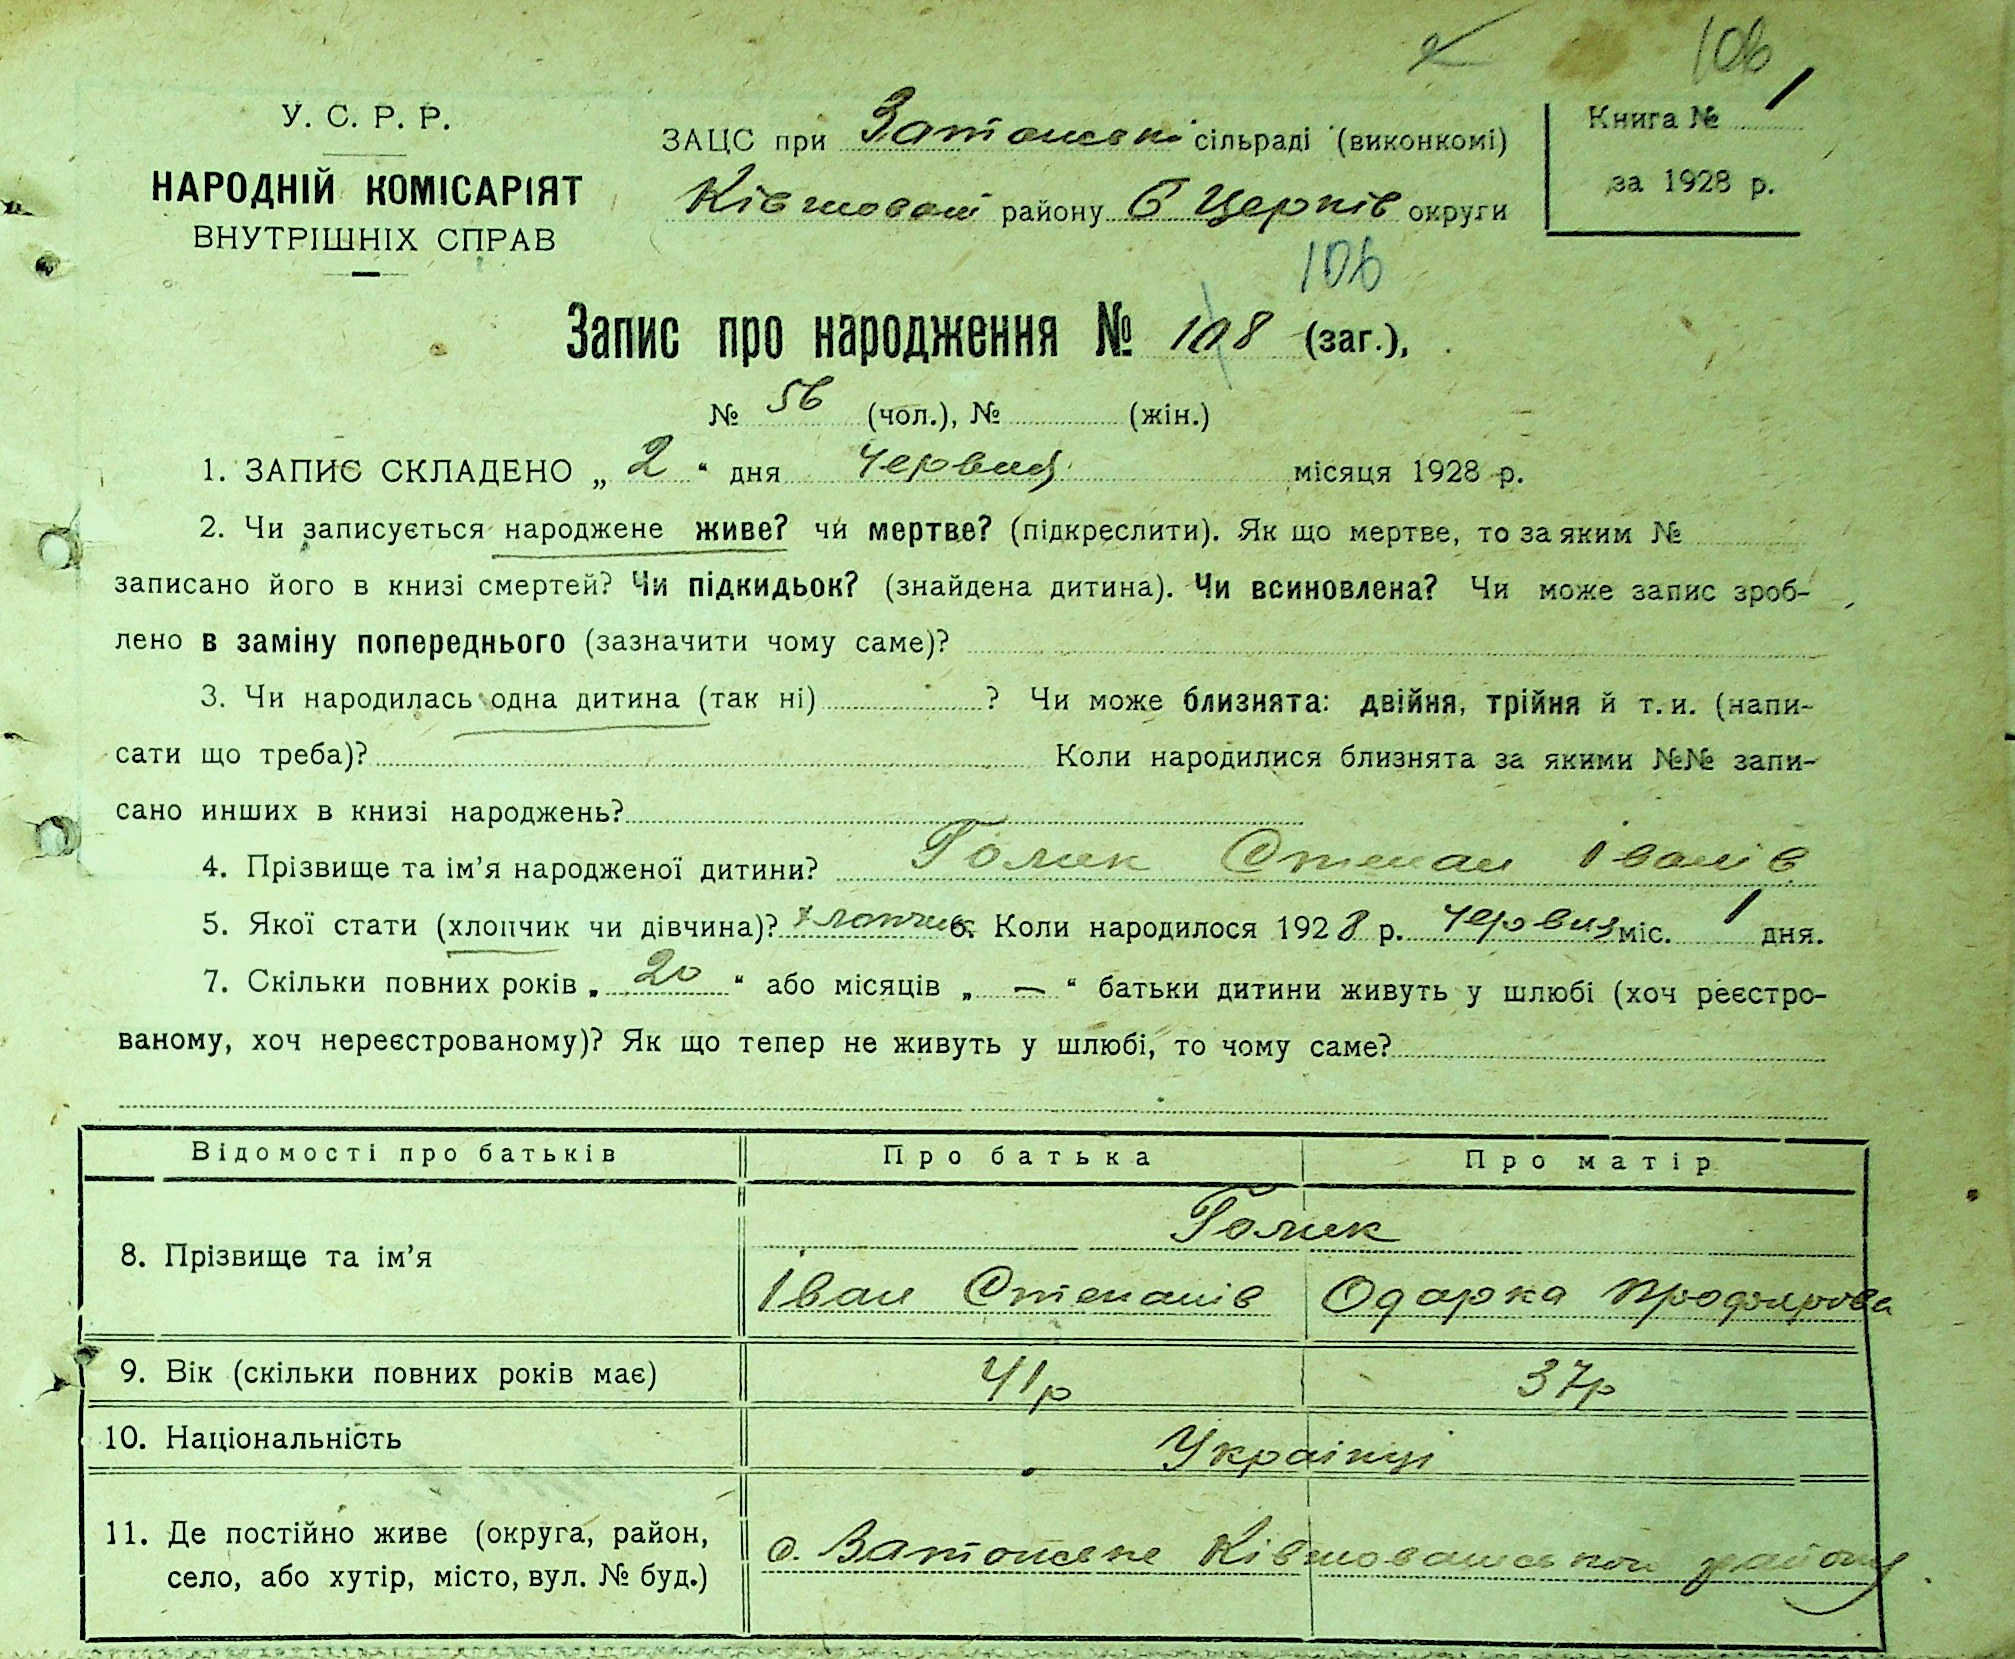 106
У. С. Р. Р.
НАРОДНІЙ КОМІСАРІЯТ
ВНУТРІШНІХ СПРАВ
ЗАЦС при Затонські сільраді (виконкомі)
Ківшоват району Б Церків округи
Книга № 1
за 1928 р.
106
Запис про народження № 108 (заг.),
№ 56 (чол.), № (жін.)
1. ЗАПИС СКЛАДЕНО „ 2 “ дня Червня місяця 1928 р.
2. Чи записується народжене живе? чи мертве? (підкреслити). Як що мертве, то за яким №
записано його в книзі смертей? Чи підкидьок? (знайдена дитина). Чи всиновлена? Чи може запис зроб-
лено в заміну попереднього (зазначити чому саме)?
3. Чи народилась одна дитина (так ні) ? Чи може близнята: двійня, трійня й т. и. (напи-
сати що треба)? Коли народилися близнята за якими №№ запи-
сано инших в книзі народжень?
4. Прізвище та ім’я народженої дитини? Голик Степан Іванів
5. Якої стати (хлопчик чи дівчина)? хлопчик 6. Коли народилося 1928 р. червня міс. 1 дня.
7. Скільки повних років „ 20 “ або місяців „ — “ батьки дитини живуть у шлюбі (хоч реєстро-
ваному, хоч нереєстрованому)? Як що тепер не живуть у шлюбі, то чому саме?
Відомості про батьків Про батька Про матір
Голик
8. Прізвище та ім’я
Іван Степанів Одарка
9. Вік (скільки повних років має) 41р 37р
10. Національність Українці
11. Де постійно живе (округа, район,
село, або хутір, місто, вул. № буд.)
с. Затонське Ківшоватського району